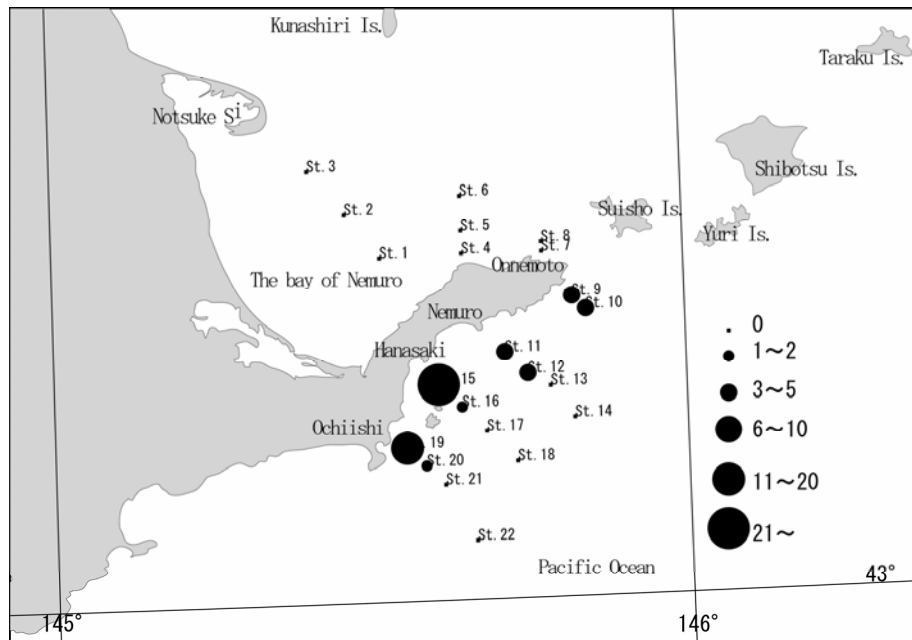 Kunashiri Is.
Taraku Is.
Notsuke Si
St. 3
Shibotsu Is.
St. 6
St. 2
Suisho Is.
St. 5
Yuri Is.
St. 8
St. 7
St. 4
St. 1
Onnemoto
The bay of Nemuro
St. 9
St. 10
Nemuro
0
St. 11
Hanasaki
1～2
St. 12
15
St. 13
3～5
St. 16
St. 14
Ochiishi
St. 17
6～10
19
St. 18
St. 20
St. 21
11～20
21～
St. 22
Pacific Ocean
43°
145°
146°